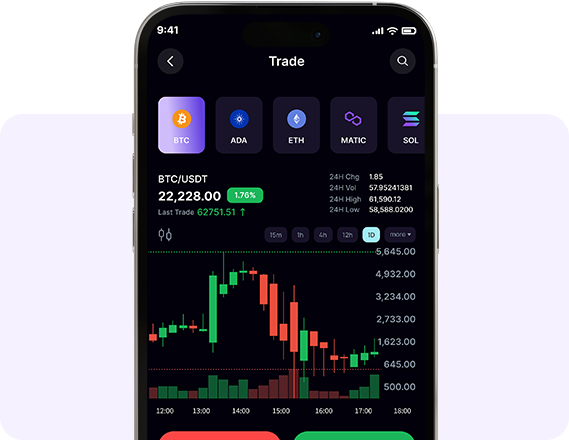 9:41
Trade
BTC
ADA
ETH
MATIC
SOL
BTC/USDT
22,228.00 1.76%
Last Trade 62751.51 ↑
24H Chg 1.85
24H Vol 57.95241381
24H High 61,590.12
24H Low 58,588.0200
15m 1h 4h 12h 1D more ▾
5,645.00
4,932.00
3,234.00
2,733.00
1,623.00
645.00
500.00
12:00 13:00 14:00 15:00 16:00 17:00 18:00